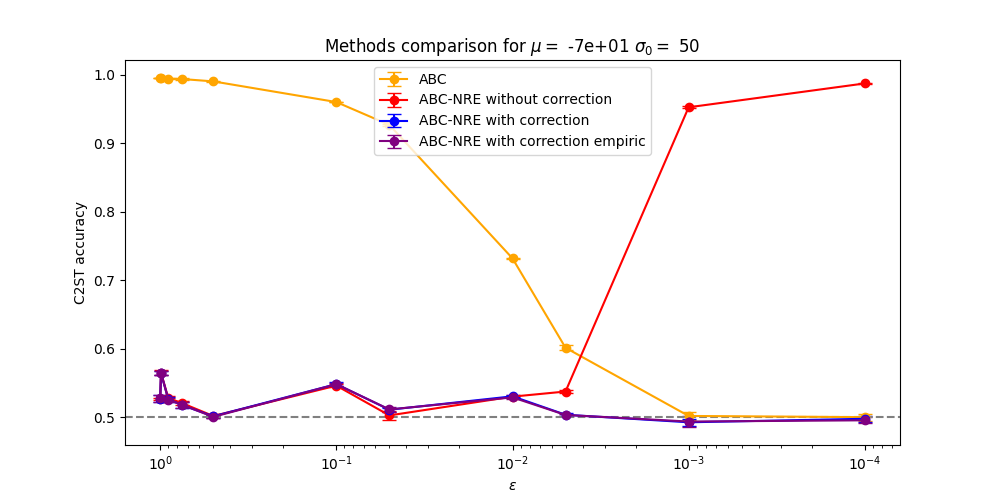 Methods comparison for μ = -7e+01 σ₀ = 50
ABC
ABC-NRE without correction
ABC-NRE with correction
ABC-NRE with correction empiric
C2ST accuracy
1.0
0.9
0.8
0.7
0.6
0.5
10⁰ 10⁻¹ 10⁻² 10⁻³ 10⁻⁴
ε